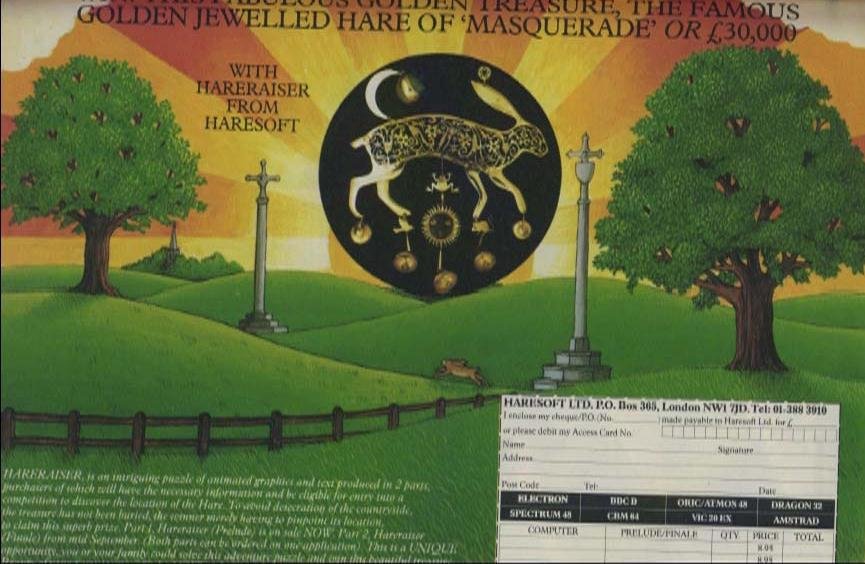 THIS FABULOUS GOLDEN TREASURE, THE FAMOUS
GOLDEN JEWELLED HARE OF 'MASQUERADE' OR £30,000
WITH
HARERAISER
FROM
HARESOFT
HARERAISER, is an intriguing puzzle of animated graphics and text produced in 2 parts,
purchasers of which will have the necessary information and be eligible for entry into a
competition to discover the location of the Hare. To avoid detection of the countryside,
the treasure has not been buried, the winner merely having to pinpoint its location,
to claim this superb prize. Part 1, Hareraiser (Prelude) is on sale NOW. Part 2, Hareraiser
(Finale) from mid September. (Both parts can be ordered on one application). This is a UNIQUE
opportunity, you or your family could solve this adventure puzzle and own this beautiful treasure
HARESOFT LTD, P.O. Box 365, London NW1 7JD. Tel: 01-388 3910
I enclose my cheque/P.O./No. made payable to Haresoft Ltd. for £
or please debit my Access Card No.
Name Signature
Address
Post Code Tel: Date
ELECTRON BBC B ORIC/ATMOS 48 DRAGON 32
SPECTRUM 48 CBM 64 VIC 20 EX AMSTRAD
COMPUTER PRELUDE/FINALE QTY PRICE TOTAL
8.95
8.95